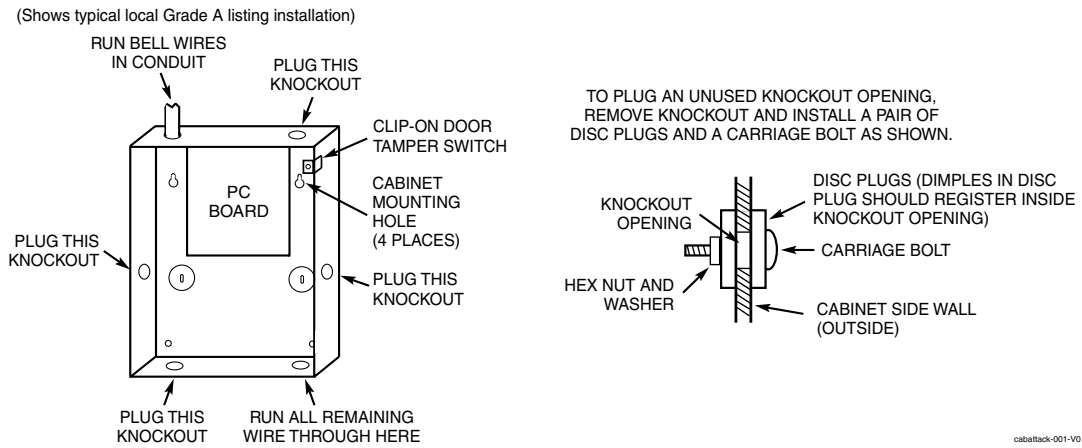 (Shows typical local Grade A listing installation)
RUN BELL WIRES
IN CONDUIT
PLUG THIS
KNOCKOUT
CLIP-ON DOOR
TAMPER SWITCH
PC
BOARD
CABINET
MOUNTING
HOLE
(4 PLACES)
PLUG THIS
KNOCKOUT
PLUG THIS
KNOCKOUT
PLUG THIS
KNOCKOUT
RUN ALL REMAINING
WIRE THROUGH HERE
TO PLUG AN UNUSED KNOCKOUT OPENING,
REMOVE KNOCKOUT AND INSTALL A PAIR OF
DISC PLUGS AND A CARRIAGE BOLT AS SHOWN.
KNOCKOUT
OPENING
DISC PLUGS (DIMPLES IN DISC
PLUG SHOULD REGISTER INSIDE
KNOCKOUT OPENING)
CARRIAGE BOLT
HEX NUT AND
WASHER
CABINET SIDE WALL
(OUTSIDE)
cabattack-001-V0